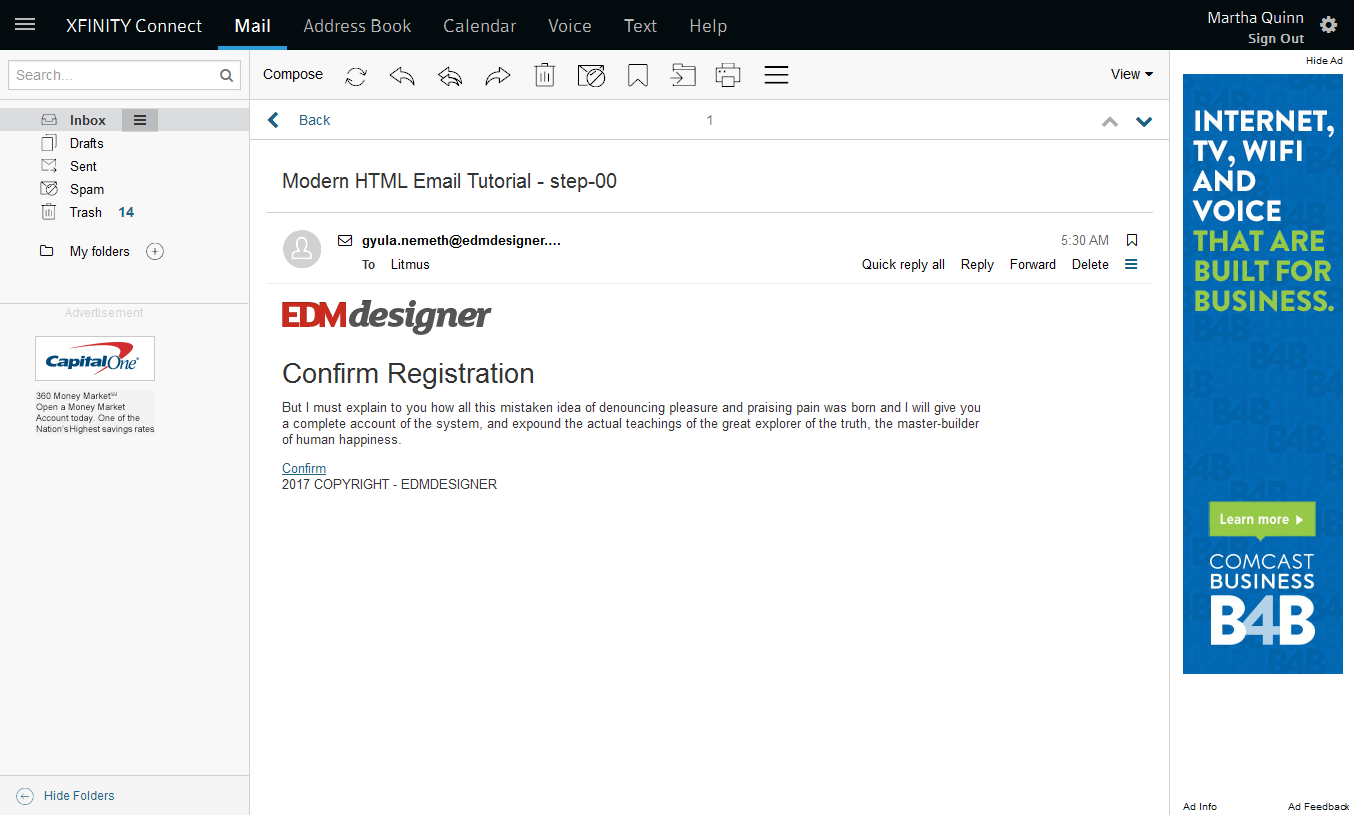 XFINITY Connect Mail Address Book Calendar Voice Text Help
Martha Quinn
Sign Out
Search...
Compose
View
Hide Ad
Inbox
Drafts
Sent
Spam
Trash 14
My folders
Advertisement
CapitalOne
360 Money Market℠
Open a Money Market
Account today. One of the
Nation's Highest savings rates
Hide Folders
Back
1
Modern HTML Email Tutorial - step-00
gyula.nemeth@edmdesigner....
5:30 AM
To Litmus
Quick reply all Reply Forward Delete
EDMdesigner
Confirm Registration
But I must explain to you how all this mistaken idea of denouncing pleasure and praising pain was born and I will give you
a complete account of the system, and expound the actual teachings of the great explorer of the truth, the master-builder
of human happiness.
Confirm
2017 COPYRIGHT - EDMDESIGNER
INTERNET,
TV, WIFI
AND
VOICE
THAT ARE
BUILT FOR
BUSINESS.
Learn more
COMCAST
BUSINESS
B4B
Ad Info
Ad Feedback